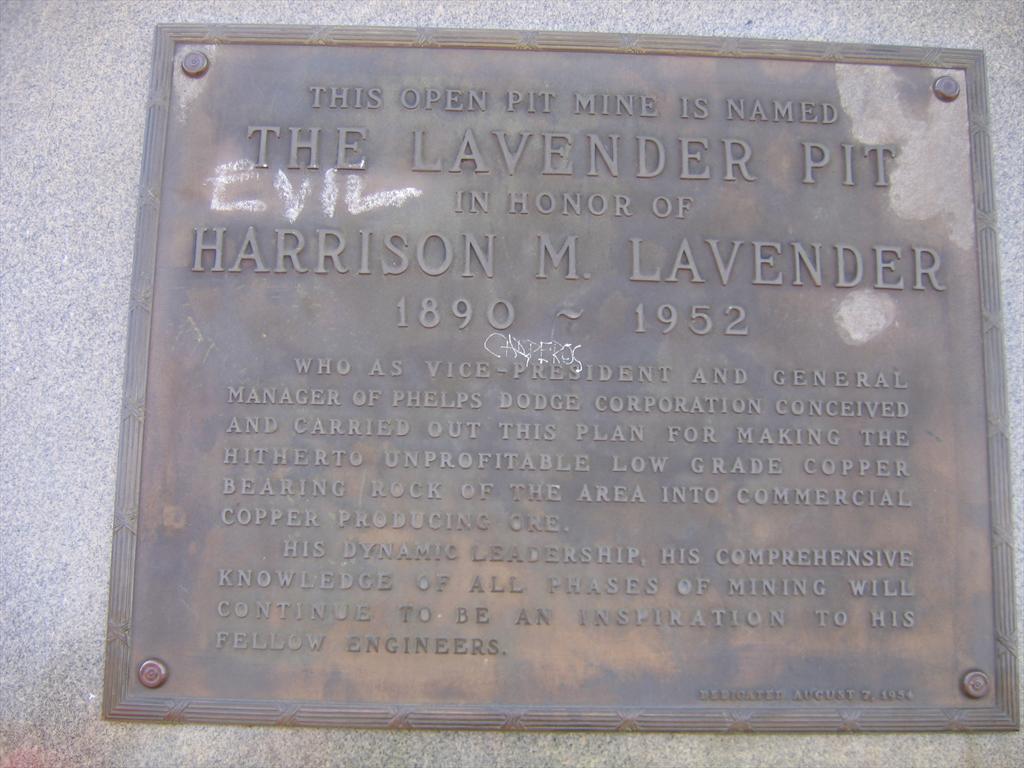 THIS OPEN PIT MINE IS NAMED
THE LAVENDER PIT
EVIL
IN HONOR OF
HARRISON M. LAVENDER
1890 ~ 1952
CASPEROS
WHO AS VICE-PRESIDENT AND GENERAL
MANAGER OF PHELPS DODGE CORPORATION CONCEIVED
AND CARRIED OUT THIS PLAN FOR MAKING THE
HITHERTO UNPROFITABLE LOW GRADE COPPER
BEARING ROCK OF THE AREA INTO COMMERCIAL
COPPER PRODUCING ORE.
HIS DYNAMIC LEADERSHIP, HIS COMPREHENSIVE
KNOWLEDGE OF ALL PHASES OF MINING WILL
CONTINUE TO BE AN INSPIRATION TO HIS
FELLOW ENGINEERS.
DEDICATED AUGUST 7, 1954